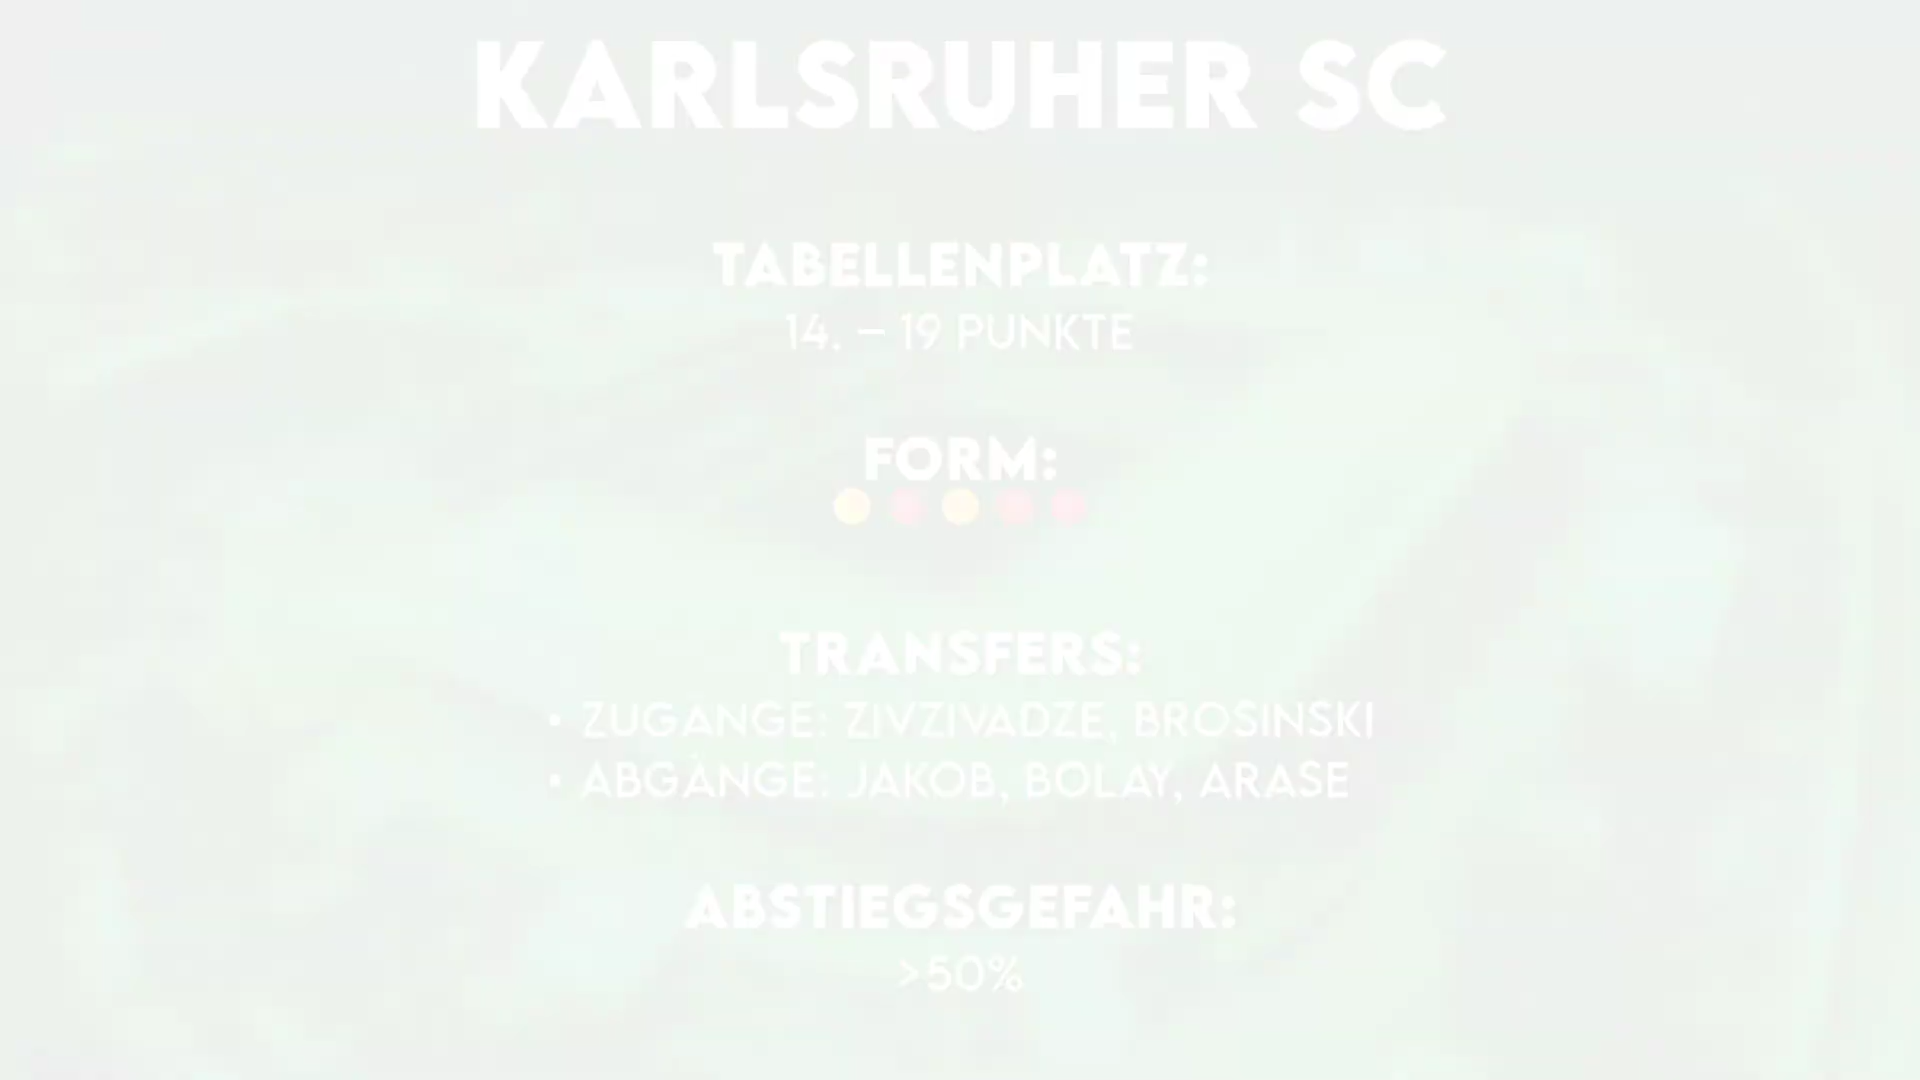 KARLSRUHER SC
TABELLENPLATZ:
14. – 19 PUNKTE
FORM:
TRANSFERS:
• ZUGÄNGE: ZIVZIVADZE, BROSINSKI
• ABGÄNGE: JAKOB, BOLAY, ARASE
ABSTIEGSGEFAHR:
>50%